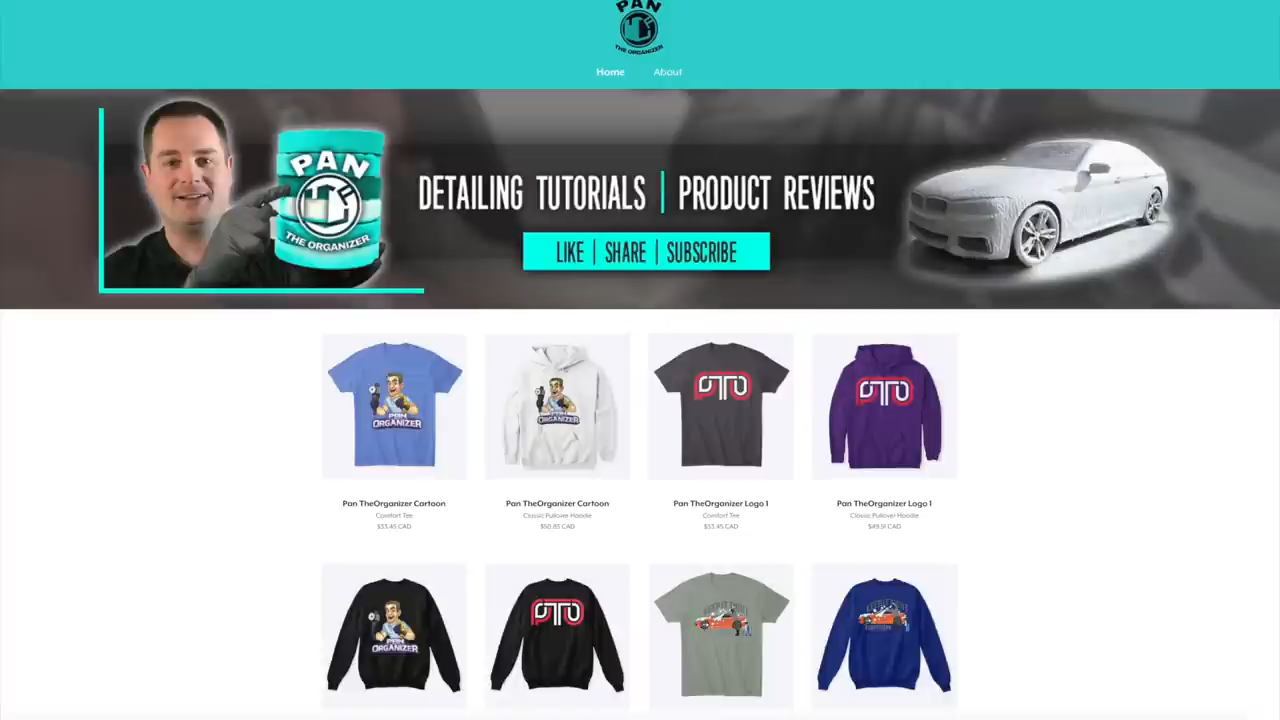 PAN
THE ORGANIZER
Home About
PAN
THE ORGANIZER
DETAILING TUTORIALS | PRODUCT REVIEWS
LIKE | SHARE | SUBSCRIBE
PAN
ORGANIZER
PAN
ORGANIZER
PTO
PTO
Pan TheOrganizer Cartoon
Comfort Tee
$33.45 CAD
Pan TheOrganizer Cartoon
Classic Pullover Hoodie
$50.83 CAD
Pan TheOrganizer Logo 1
Comfort Tee
$33.45 CAD
Pan TheOrganizer Logo 1
Classic Pullover Hoodie
$49.51 CAD
PAN
ORGANIZER
PTO